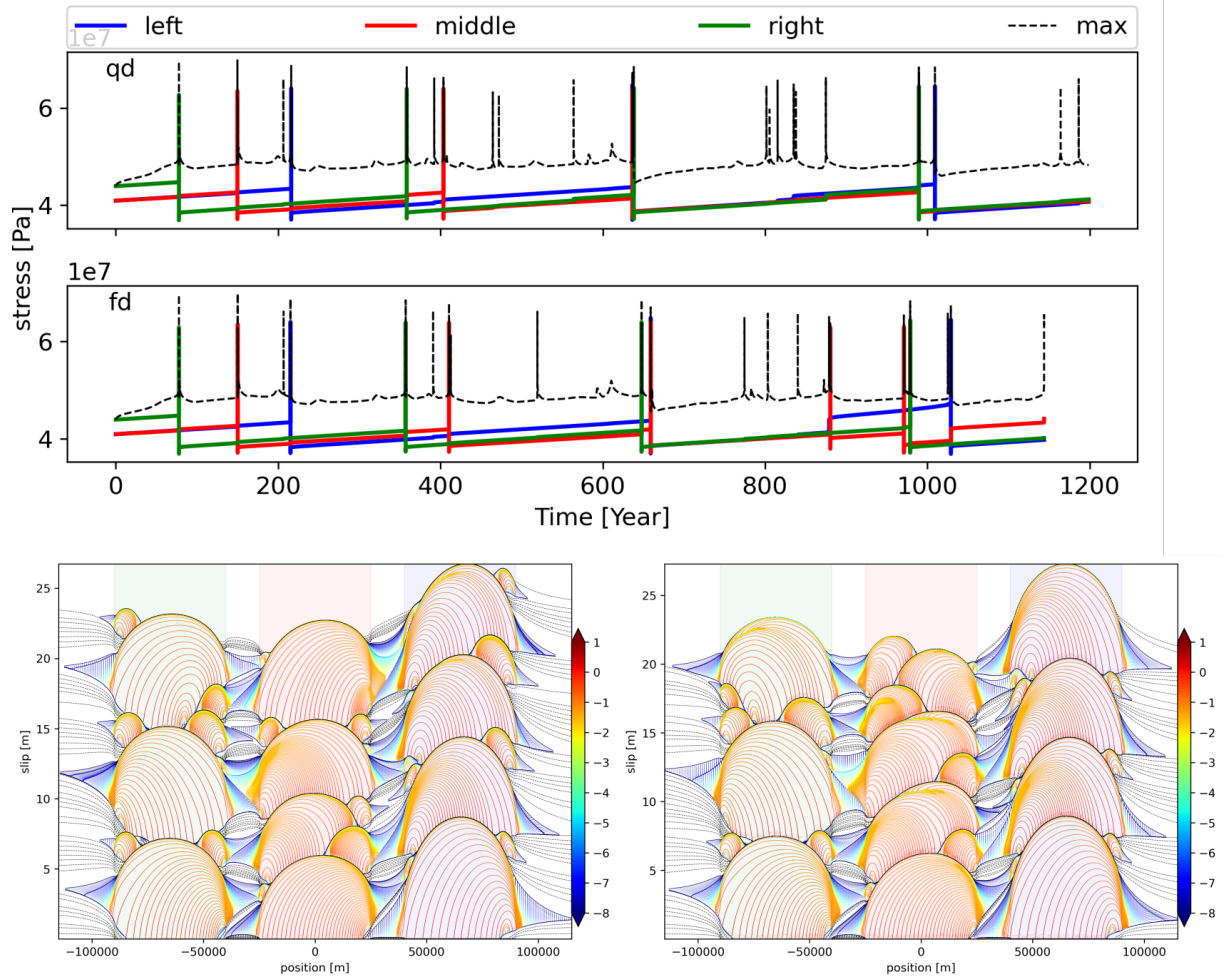 left middle right max
1e7
qd
6
4
stress [Pa]
1e7
fd
6
4
0 200 400 600 800 1000 1200
Time [Year]
25
20
15
10
5
slip [m]
−100000 −50000 0 50000 100000
position [m]
1
0
−1
−2
−3
−4
−5
−6
−7
−8
25
20
15
10
5
slip [m]
−100000 −50000 0 50000 100000
position [m]
1
0
−1
−2
−3
−4
−5
−6
−7
−8